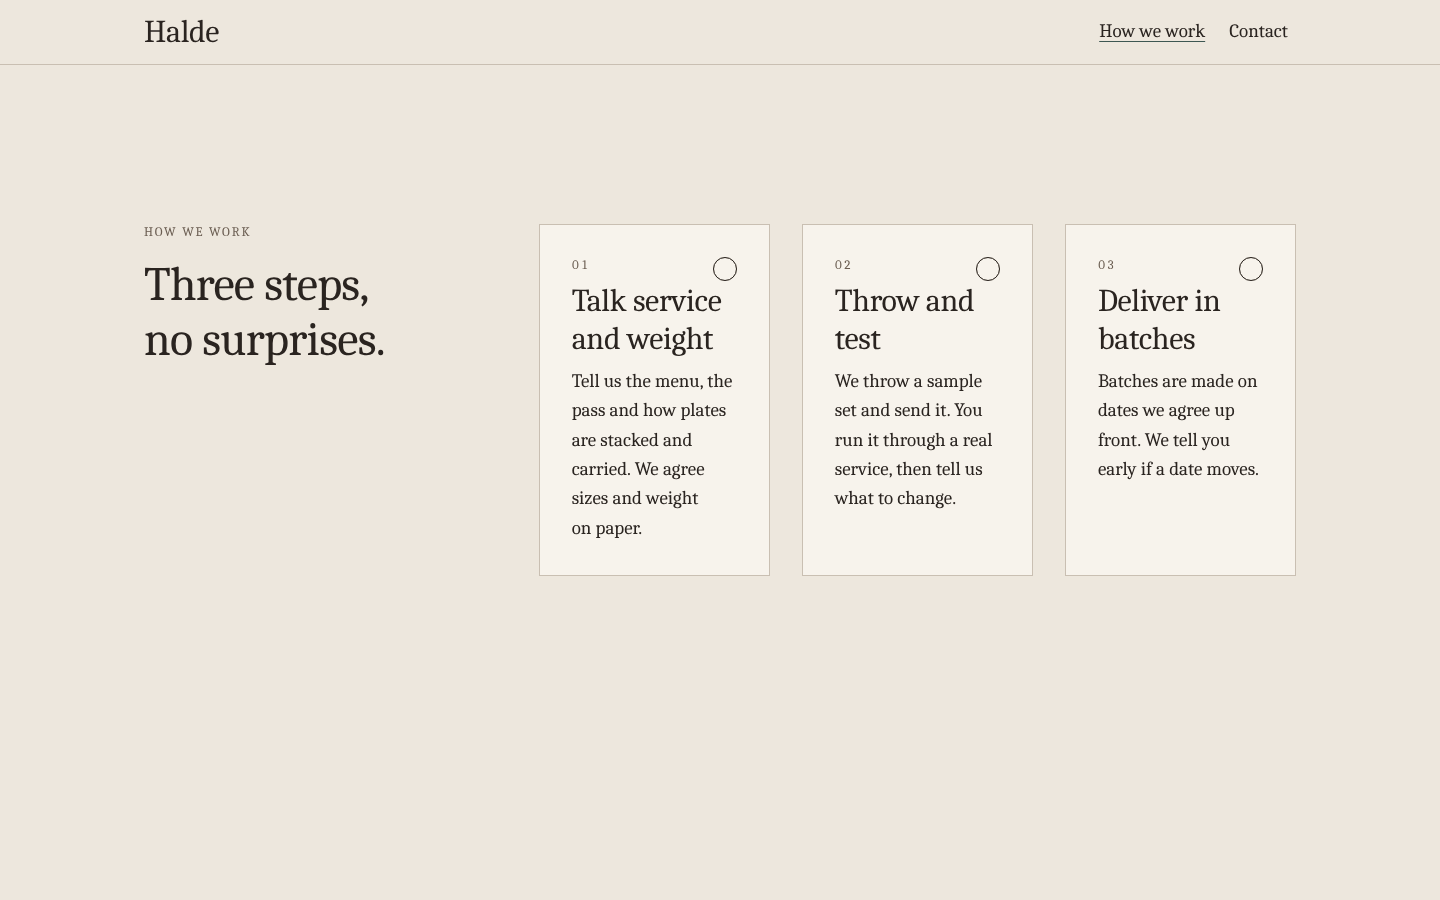 Halde
How we work
Contact
HOW WE WORK
Three steps,
no surprises.
01
Talk service
and weight
Tell us the menu, the
pass and how plates
are stacked and
carried. We agree
sizes and weight
on paper.
02
Throw and
test
We throw a sample
set and send it. You
run it through a real
service, then tell us
what to change.
03
Deliver in
batches
Batches are made on
dates we agree up
front. We tell you
early if a date moves.